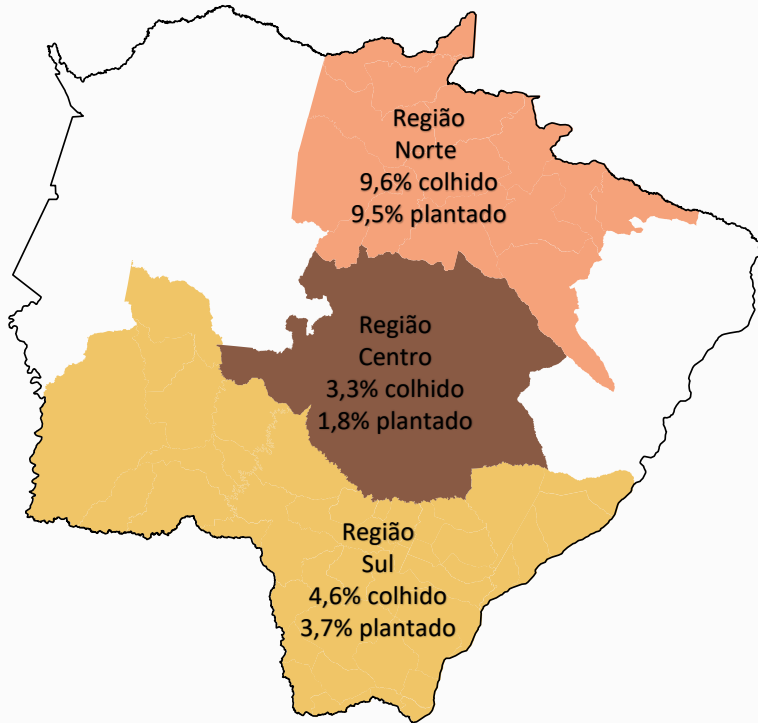 Região
Norte
9,6% colhido
9,5% plantado
Região
Centro
3,3% colhido
1,8% plantado
Região
Sul
4,6% colhido
3,7% plantado